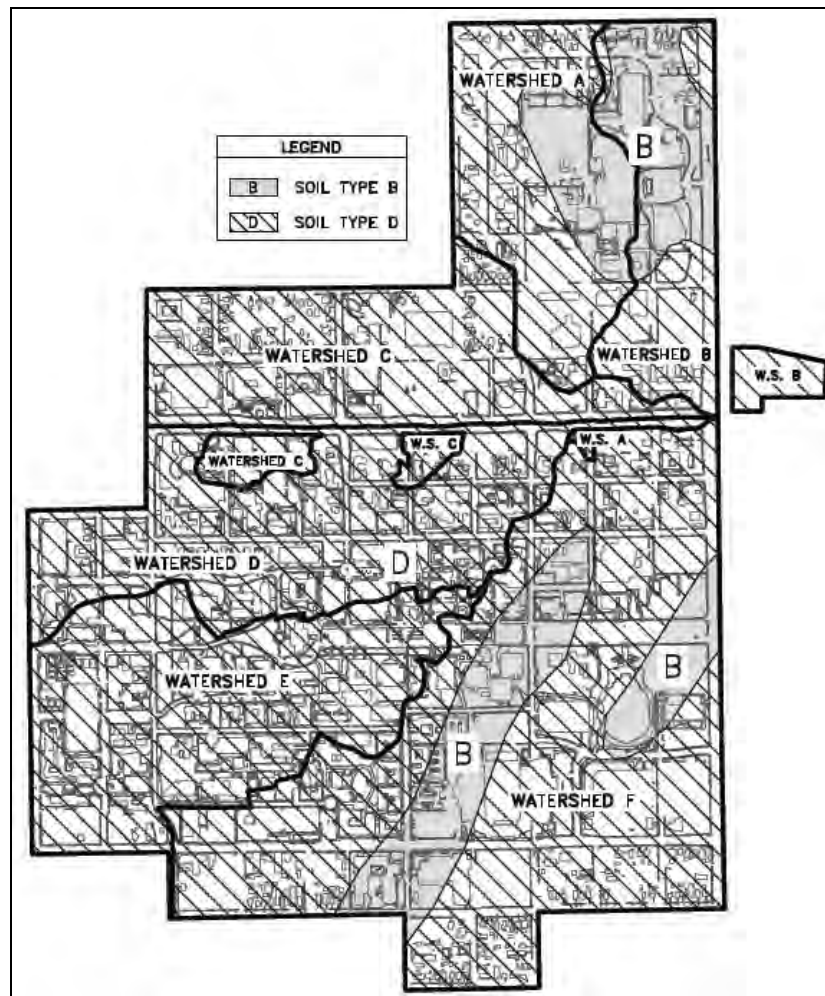 WATERSHED A
B
LEGEND
B SOIL TYPE B
D SOIL TYPE D
WATERSHED C
WATERSHED B
W.S. B
WATERSHED C
W.S. C
W.S. A
WATERSHED D
D
WATERSHED E
B
B
WATERSHED F